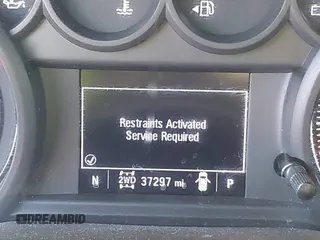 Restraints Activated
Service Required
N 2WD 37297 mi P
DREAMBID